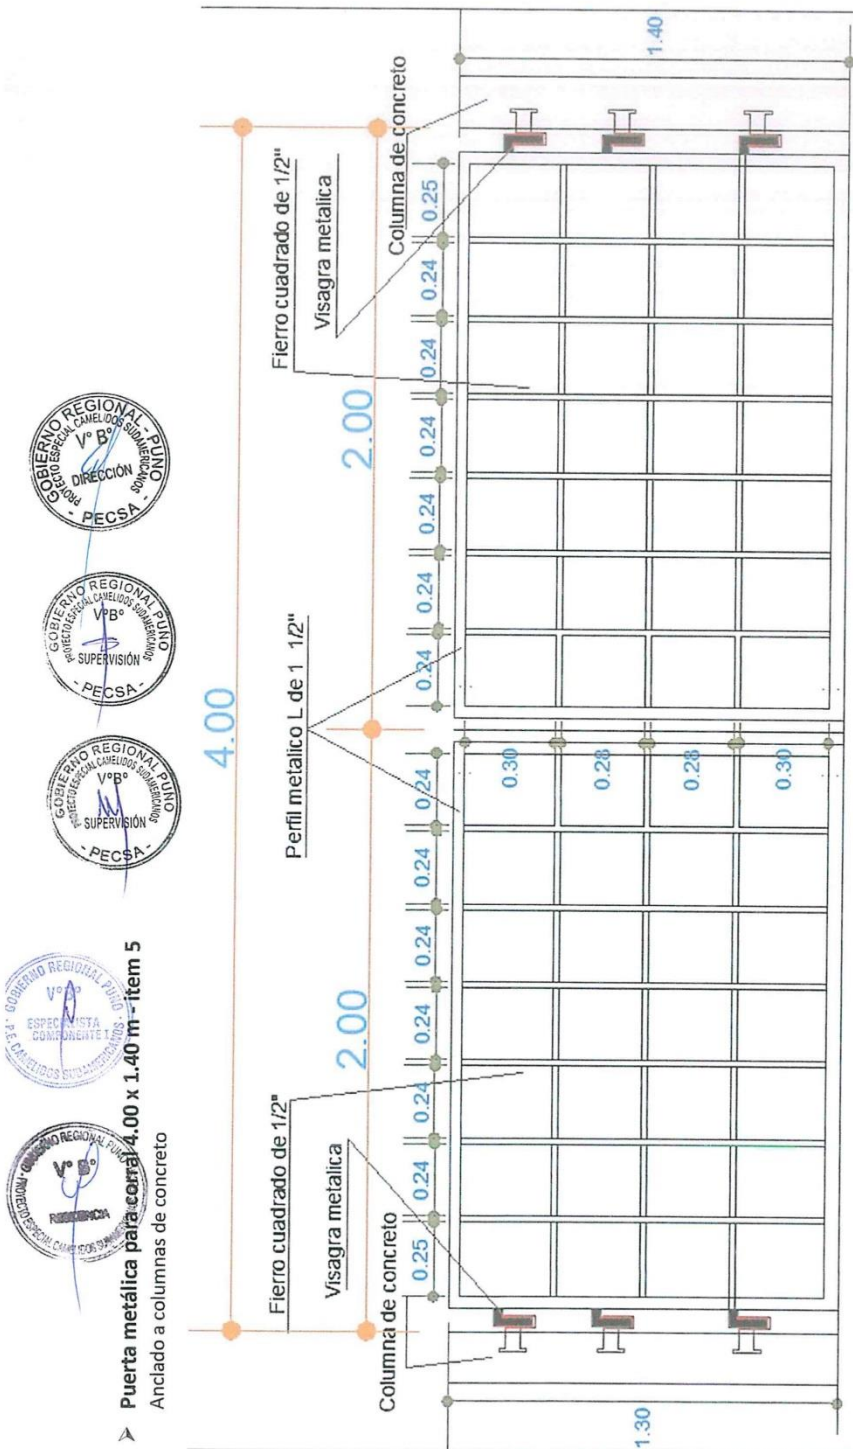 ➤ Puerta metálica para corral 4.00 x 1.40 m - item 5
Anclado a columnas de concreto
GOBIERNO REGIONAL PUNO
V° B°
RESIDENCIA
GOBIERNO REGIONAL PUNO
V° B°
ESPECIALISTA
COMPONENTE 1
P.E. CAMELIDOS SUDAMERICANOS
GOBIERNO REGIONAL PUNO
PROYECTO ESPECIAL CAMELIDOS SUDAMERICANOS
V°B°
SUPERVISIÓN
- PECSA -
GOBIERNO REGIONAL PUNO
PROYECTO ESPECIAL CAMELIDOS SUDAMERICANOS
V°B°
SUPERVISIÓN
- PECSA -
GOBIERNO REGIONAL - PUNO
PROYECTO ESPECIAL CAMELIDOS SUDAMERICANOS
V° B°
DIRECCIÓN
- PECSA -
4.00
2.00
2.00
Fierro cuadrado de 1/2"
Visagra metalica
Columna de concreto
Perfil metalico L de 1 1/2"
Fierro cuadrado de 1/2"
Visagra metalica
Columna de concreto
0.25 0.24 0.24 0.24 0.24 0.24 0.24
0.24 0.24 0.24 0.24 0.24 0.24 0.25
0.30
0.28
0.28
0.30
1.30
1.40